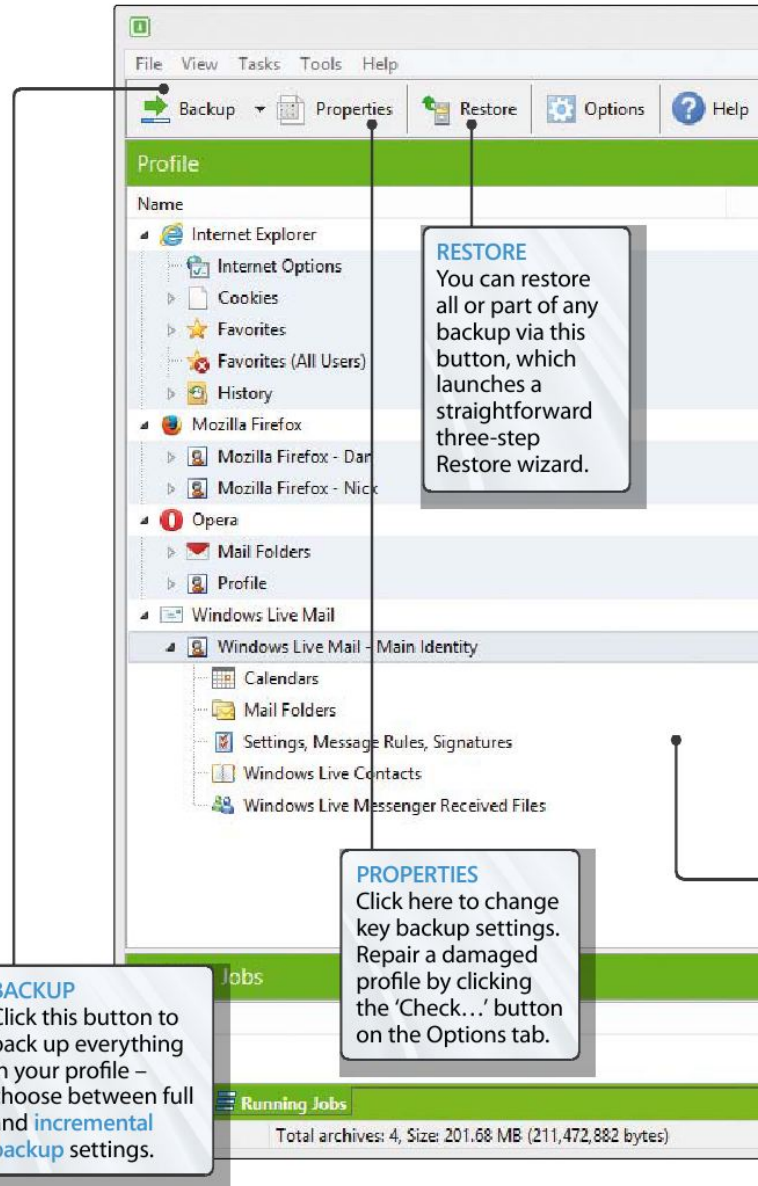 File View Tasks Tools Help
Backup Properties Restore Options Help
Profile
Name
Internet Explorer
Internet Options
Cookies
Favorites
Favorites (All Users)
History
Mozilla Firefox
Mozilla Firefox - Dan
Mozilla Firefox - Nick
Opera
Mail Folders
Profile
Windows Live Mail
Windows Live Mail - Main Identity
Calendars
Mail Folders
Settings, Message Rules, Signatures
Windows Live Contacts
Windows Live Messenger Received Files
RESTORE
You can restore
all or part of any
backup via this
button, which
launches a
straightforward
three-step
Restore wizard.
PROPERTIES
Click here to change
key backup settings.
Repair a damaged
profile by clicking
the ‘Check…’ button
on the Options tab.
Jobs
BACKUP
Click this button to
back up everything
in your profile –
choose between full
and incremental
backup settings.
Running Jobs
Total archives: 4, Size: 201.68 MB (211,472,882 bytes)